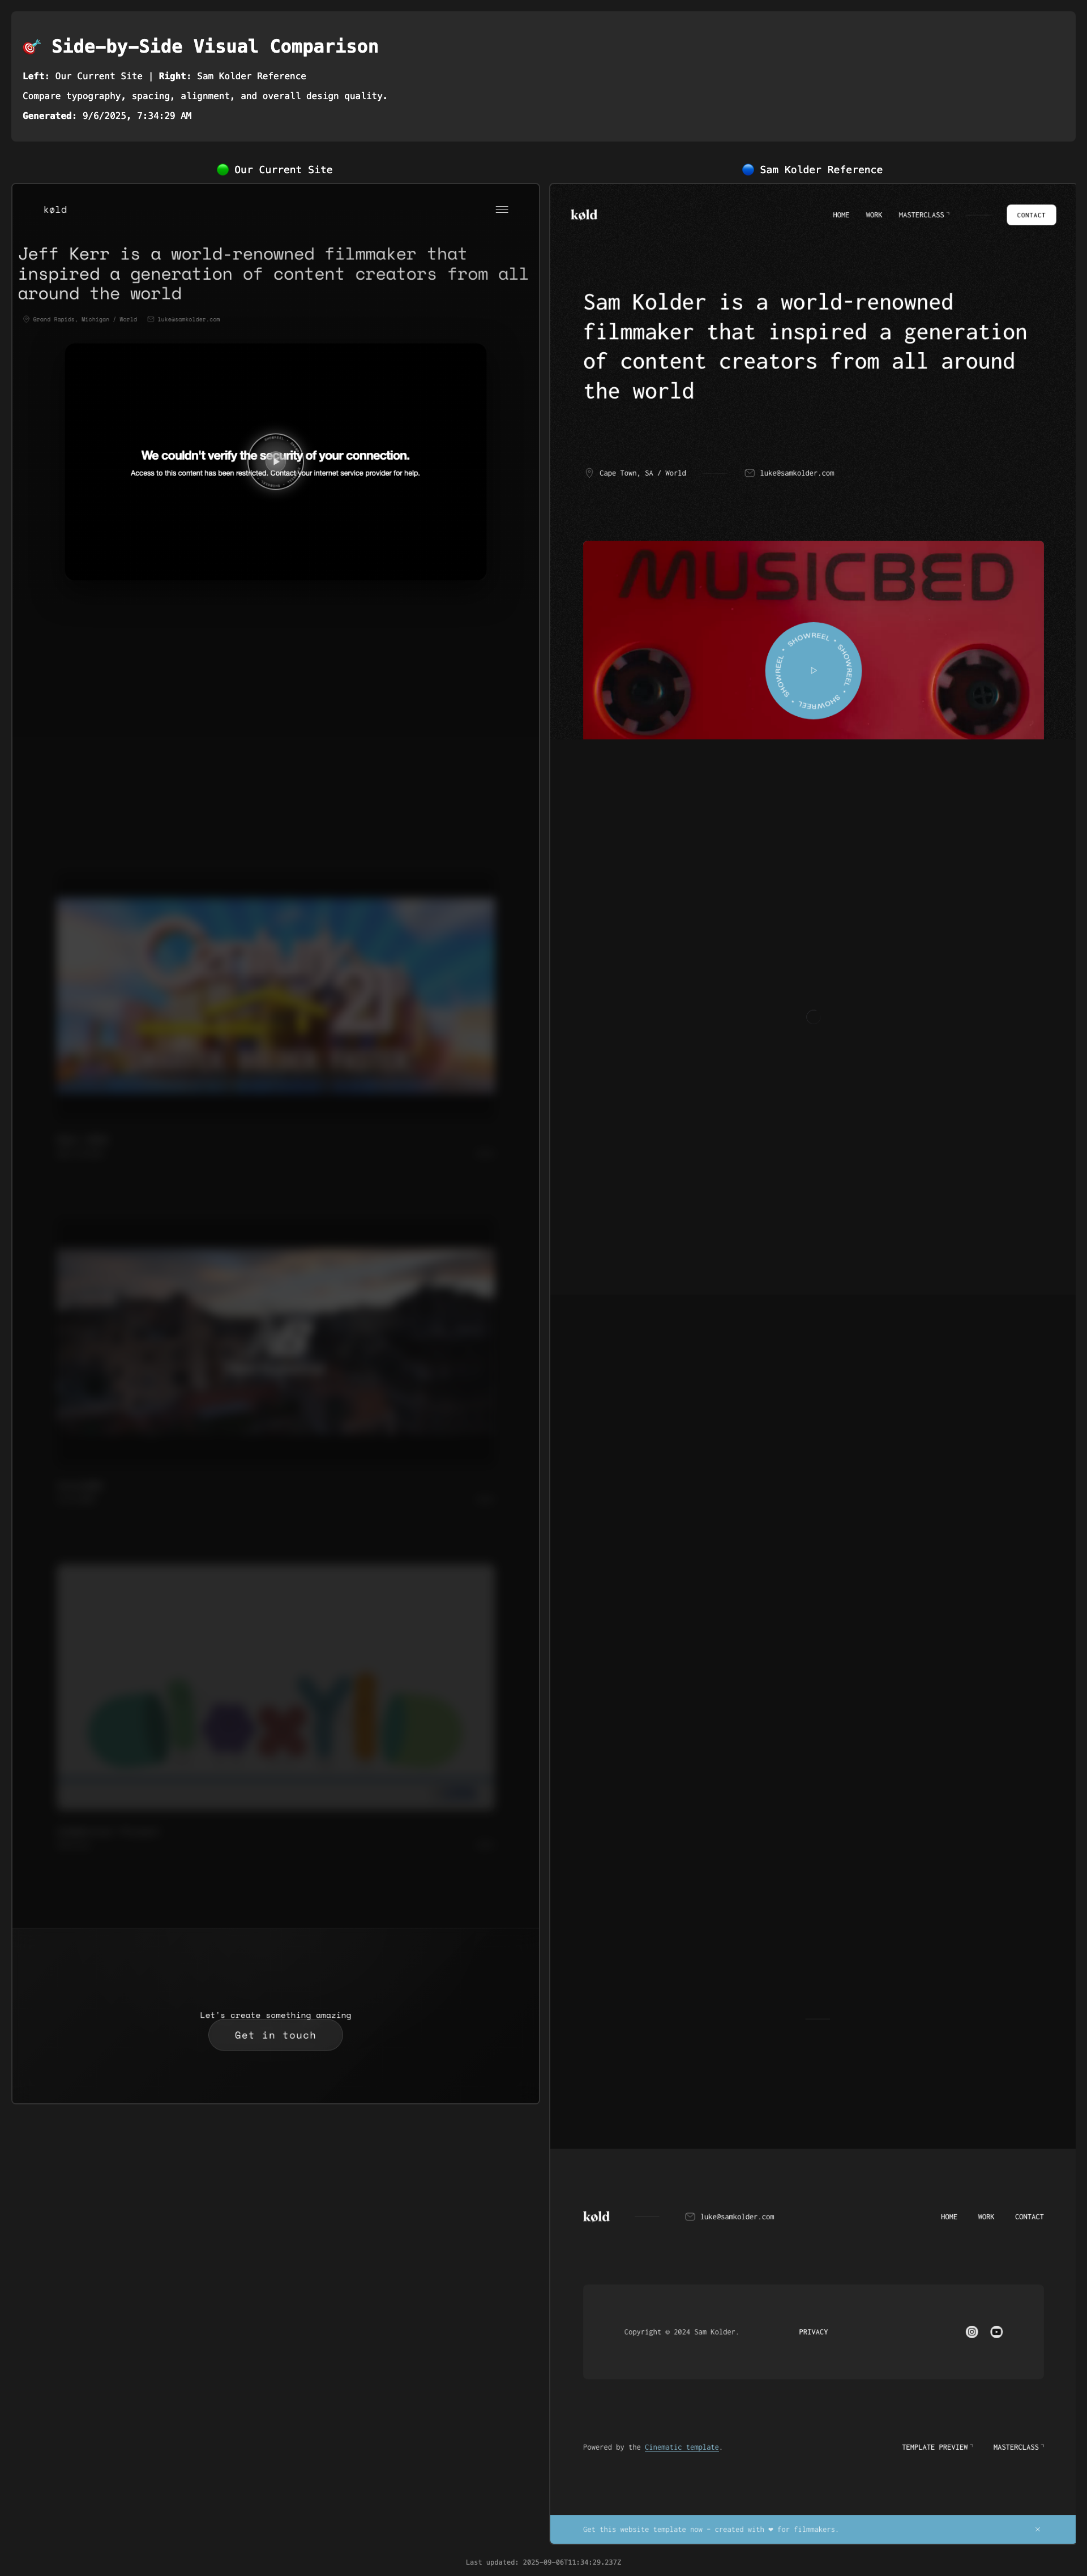 🎯 Side-by-Side Visual Comparison
Left: Our Current Site | Right: Sam Kolder Reference
Compare typography, spacing, alignment, and overall design quality.
Generated: 9/6/2025, 7:34:29 AM
🟢 Our Current Site
køld
Jeff Kerr is a world-renowned filmmaker that
inspired a generation of content creators from all
around the world
Grand Rapids, Michigan / World
luke@samkolder.com
We couldn't verify the security of your connection.
Access to this content has been restricted. Contact your internet service provider for help.
Century
21
Let's create something amazing
Get in touch
🔵 Sam Kolder Reference
køld
HOME WORK MASTERCLASS CONTACT
Sam Kolder is a world-renowned
filmmaker that inspired a generation
of content creators from all around
the world
Cape Town, SA / World
luke@samkolder.com
MUSICBED
SHOWREEL • SHOWREEL • SHOWREEL • SHOWREEL •
køld
luke@samkolder.com
HOME WORK CONTACT
Copyright © 2024 Sam Kolder.
PRIVACY
Powered by the Cinematic template.
TEMPLATE PREVIEW MASTERCLASS
Get this website template now - created with ❤ for filmmakers.
Last updated: 2025-09-06T11:34:29.237Z